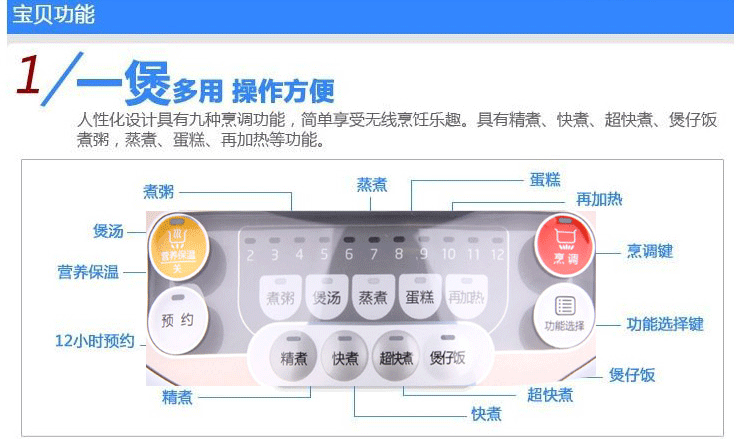 宝贝功能
1/一煲多用 操作方便
人性化设计具有九种烹调功能，简单享受无线烹饪乐趣。具有精煮、快煮、超快煮、煲仔饭
煮粥，蒸煮、蛋糕、再加热等功能。
煮粥 蒸煮 蛋糕 再加热
煲汤
营养保温
12小时预约
烹调键
功能选择键
煲仔饭
营养保温
关
烹调
2 3 4 5 6 7 8 .9 10 11 12
煮粥 煲汤 蒸煮 蛋糕 再加热
预约
功能选择
精煮 快煮 超快煮 煲仔饭
精煮 快煮 超快煮